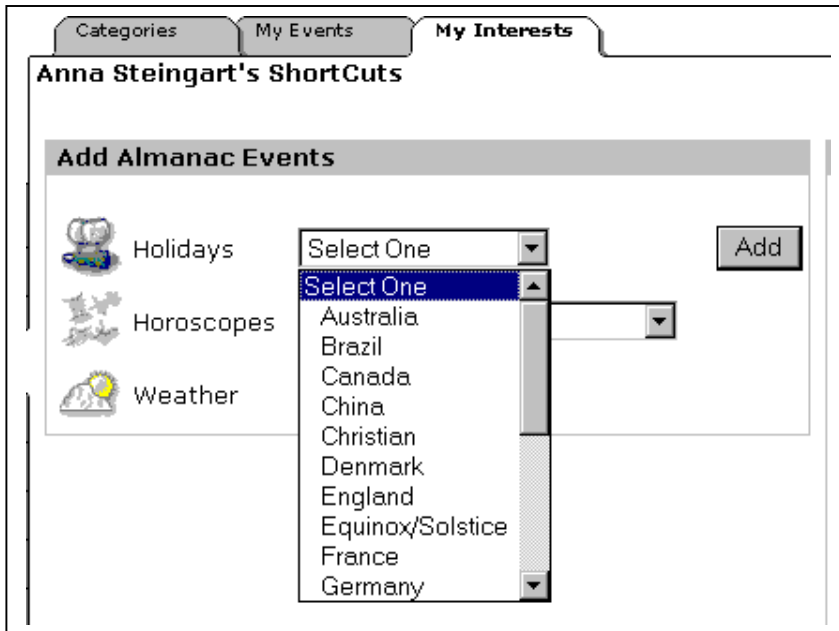 Categories My Events My Interests
Anna Steingart's ShortCuts
Add Almanac Events
Holidays Select One Add
Select One
Australia
Horoscopes
Brazil
Canada
Weather
China
Christian
Denmark
England
Equinox/Solstice
France
Germany